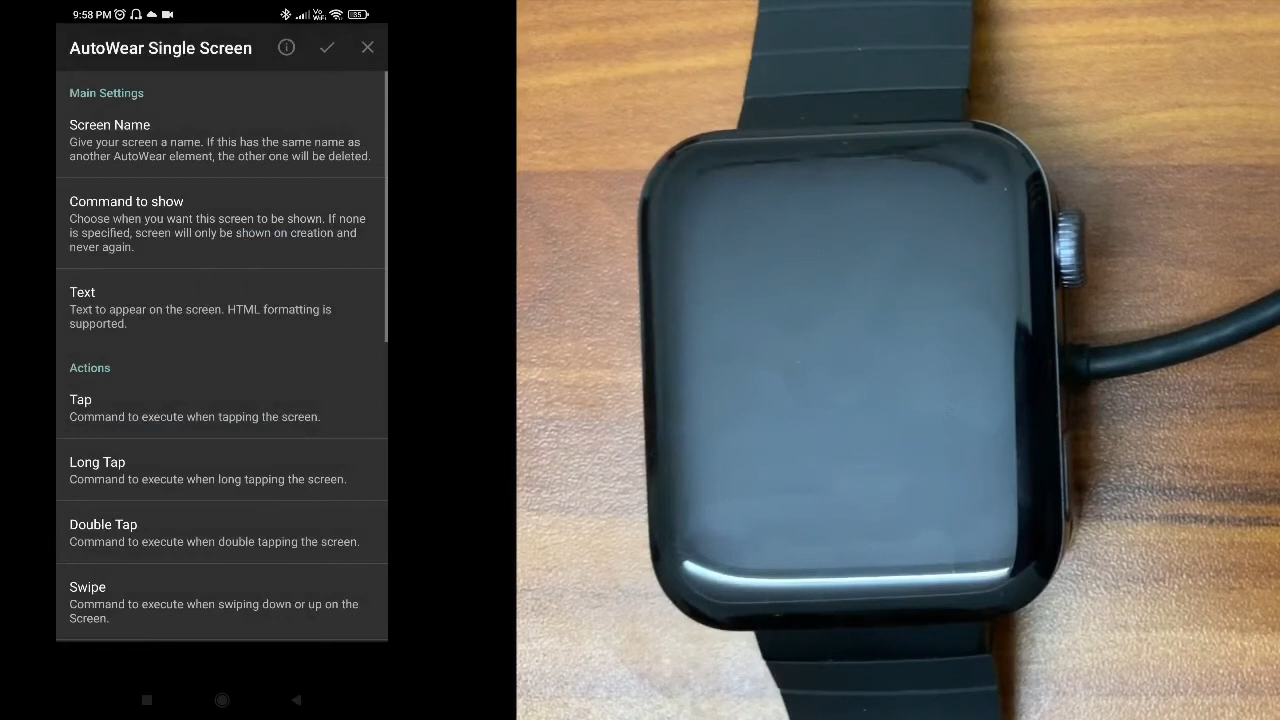 9:58 PM
Vo
WiFi
85
AutoWear Single Screen
Main Settings
Screen Name
Give your screen a name. If this has the same name as
another AutoWear element, the other one will be deleted.
Command to show
Choose when you want this screen to be shown. If none
is specified, screen will only be shown on creation and
never again.
Text
Text to appear on the screen. HTML formatting is
supported.
Actions
Tap
Command to execute when tapping the screen.
Long Tap
Command to execute when long tapping the screen.
Double Tap
Command to execute when double tapping the screen.
Swipe
Command to execute when swiping down or up on the
Screen.